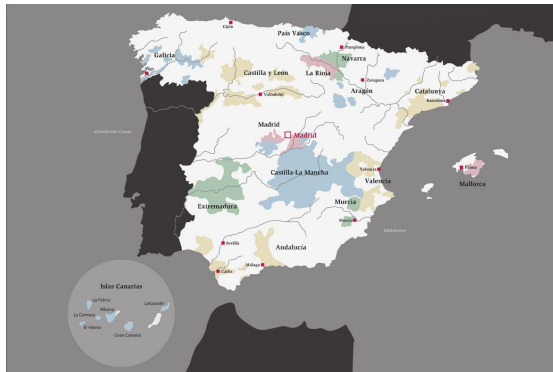 Gijón
País Vasco
Galicia
Pamplona
Navarra
Vigo
La Rioja
Castilla y León
Zaragoza
Aragón
Catalunya
Valladolid
Barcelona
Madrid
Madrid
Castilla-La Mancha
Valencia
Valencia
Palma
Mallorca
Extremadura
Murcia
Murcia
Sevilla
Andalucía
Málaga
Cádiz
Islas Canarias
La Palma
Lanzarote
La Gomera
El Hierro
Gran Canaria